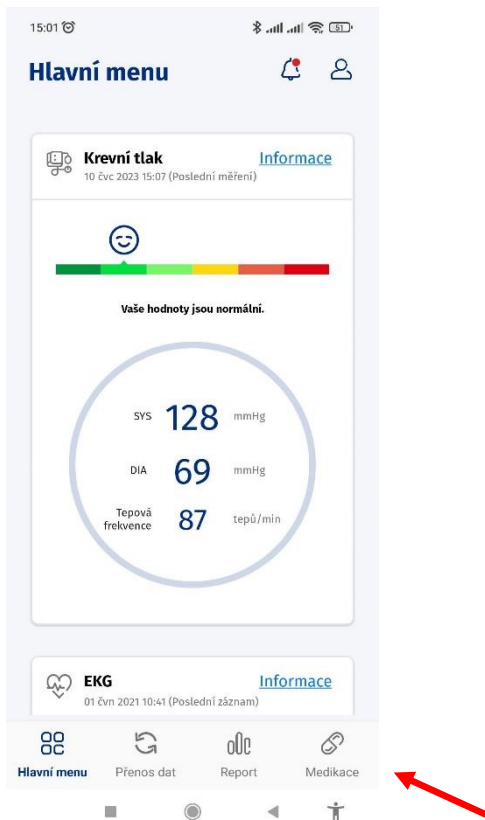 15:01 51
Hlavní menu
Krevní tlak Informace
10 čvc 2023 15:07 (Poslední měření)
Vaše hodnoty jsou normální.
SYS 128 mmHg
DIA 69 mmHg
Tepová
frekvence 87 tepů/min
EKG Informace
01 čvn 2021 10:41 (Poslední záznam)
Hlavní menu Přenos dat Report Medikace